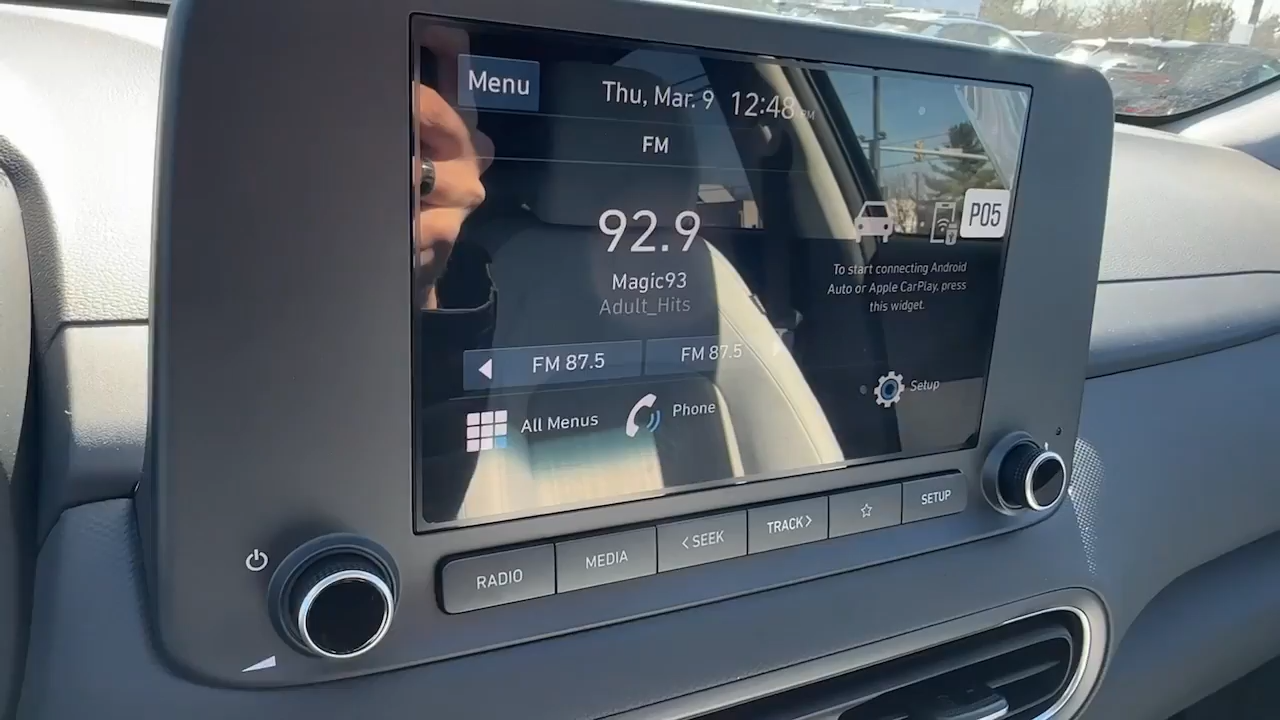 Menu
Thu, Mar. 9 12:48 PM
FM
92.9
P05
Magic93
Adult_Hits
To start connecting Android
Auto or Apple CarPlay, press
this widget.
FM 87.5
FM 87.5
All Menus
Phone
Setup
RADIO
MEDIA
< SEEK
TRACK >
☆
SETUP